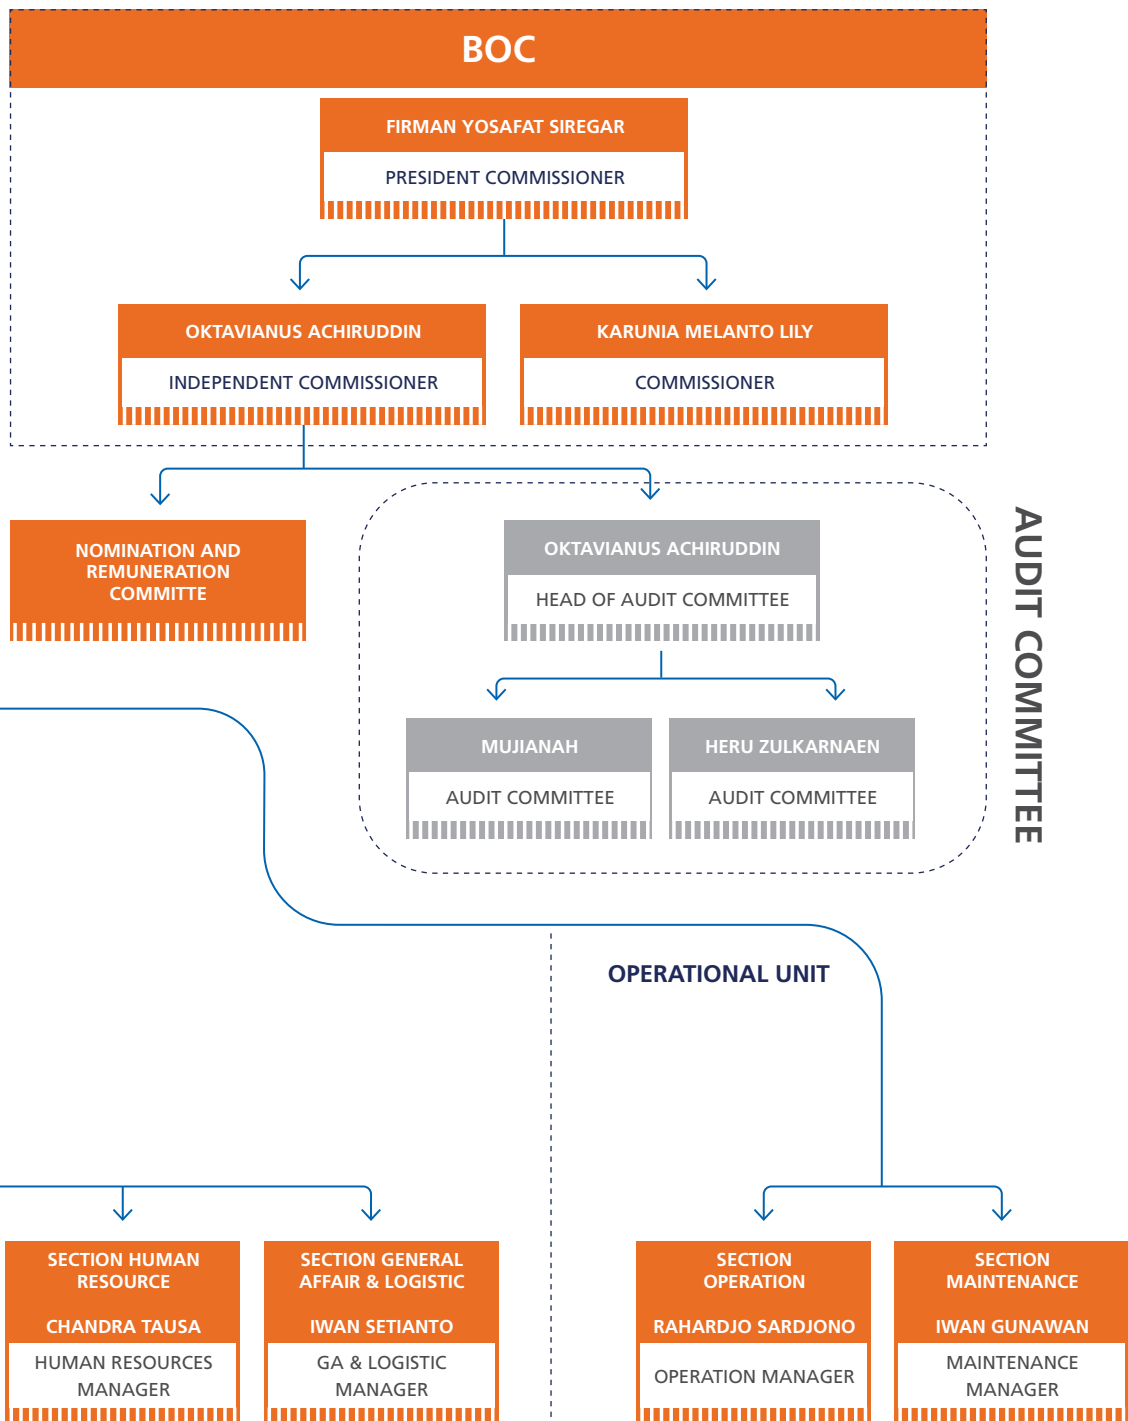 BOC
FIRMAN YOSAFAT SIREGAR
PRESIDENT COMMISSIONER
OKTAVIANUS ACHIRUDDIN
INDEPENDENT COMMISSIONER
KARUNIA MELANTO LILY
COMMISSIONER
NOMINATION AND
REMUNERATION
COMMITTE
OKTAVIANUS ACHIRUDDIN
HEAD OF AUDIT COMMITTEE
MUJIANAH
AUDIT COMMITTEE
HERU ZULKARNAEN
AUDIT COMMITTEE
AUDIT COMMITTEE
OPERATIONAL UNIT
SECTION HUMAN
RESOURCE
CHANDRA TAUSA
HUMAN RESOURCES
MANAGER
SECTION GENERAL
AFFAIR & LOGISTIC
IWAN SETIANTO
GA & LOGISTIC
MANAGER
SECTION
OPERATION
RAHARDJO SARDJONO
OPERATION MANAGER
SECTION
MAINTENANCE
IWAN GUNAWAN
MAINTENANCE
MANAGER